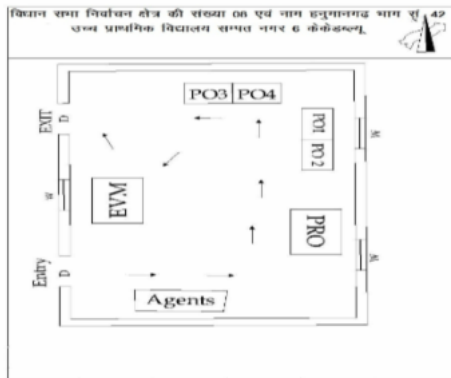 विधान सभा निर्वाचन क्षेत्र की संख्या 08 एवं नाम हनुमानगढ़ भाग सं. 42
उच्च प्राथमिक विद्यालय सम्पत नगर 6 केकेडब्ल्यू
PO3 PO4
EXIT D
PO1 PO 2
W
W
EVM
PRO
W
Entry D
Agents